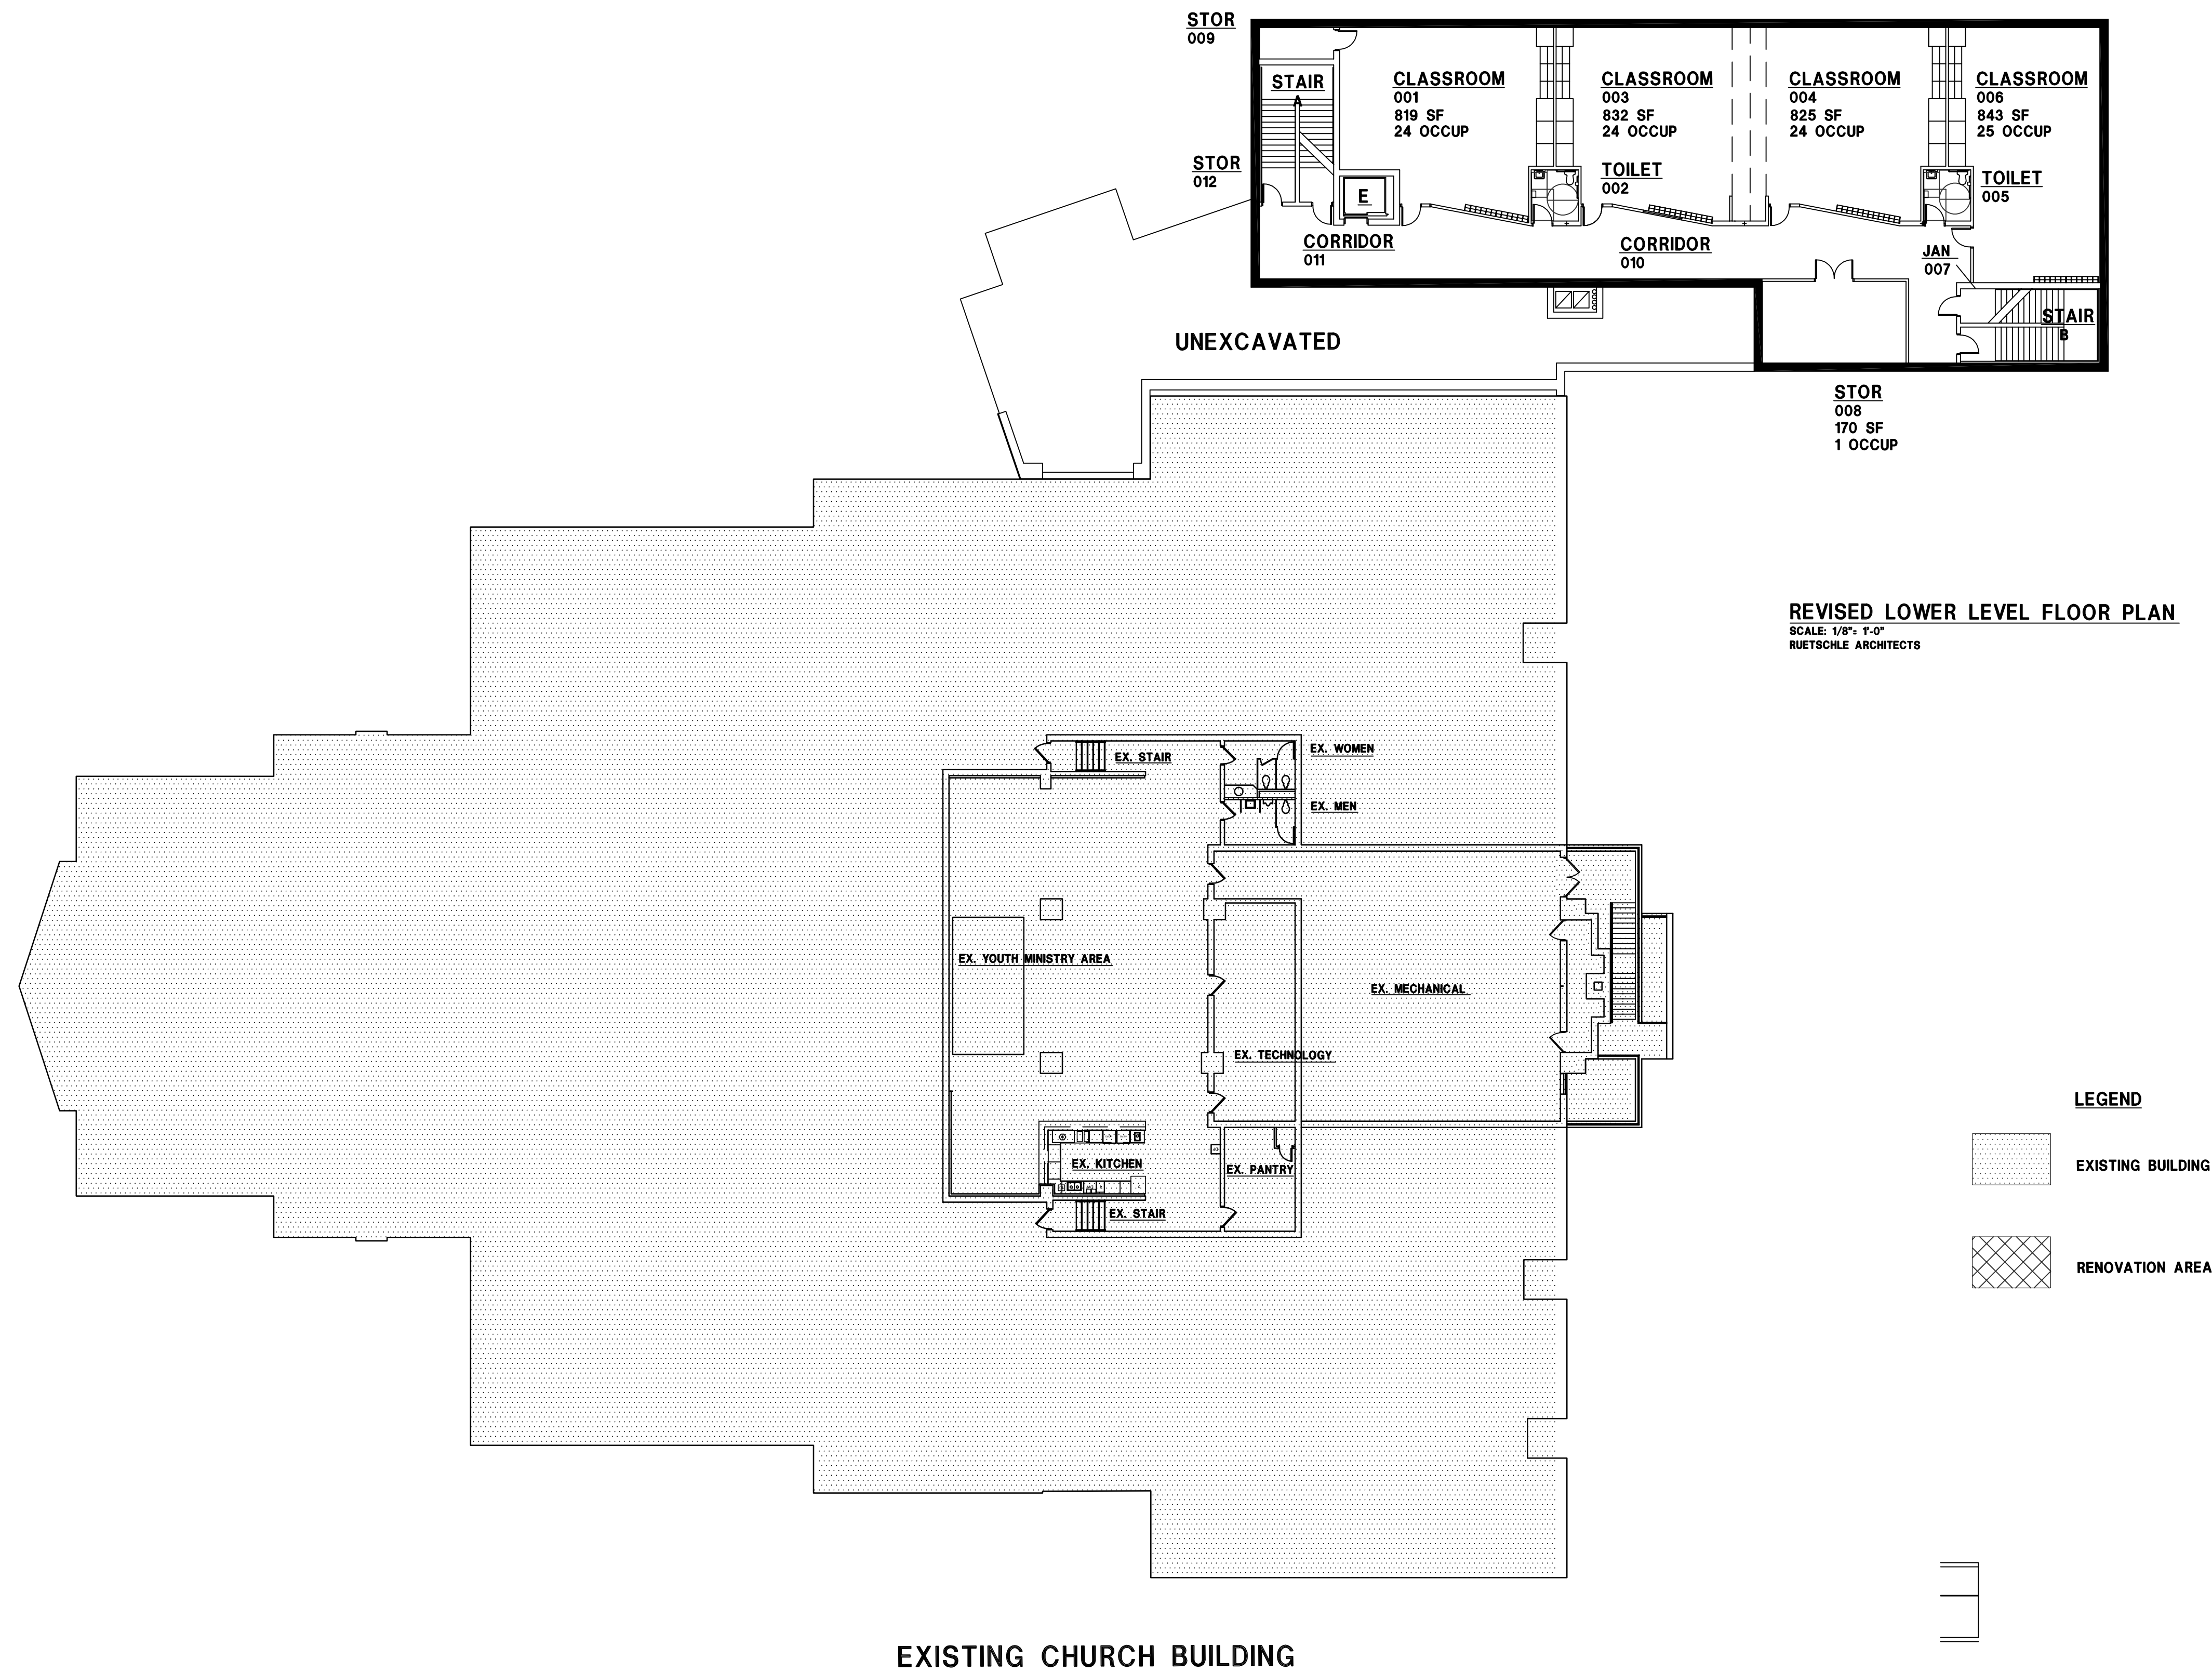 STOR
009
STAIR
A
CLASSROOM
001
819 SF
24 OCCUP
CLASSROOM
003
832 SF
24 OCCUP
CLASSROOM
004
825 SF
24 OCCUP
CLASSROOM
006
843 SF
25 OCCUP
STOR
012
E
TOILET
002
TOILET
005
CORRIDOR
011
CORRIDOR
010
JAN
007
STAIR
B
UNEXCAVATED
STOR
008
170 SF
1 OCCUP
REVISED LOWER LEVEL FLOOR PLAN
SCALE: 1/8"= 1'-0"
RUETSCHLE ARCHITECTS
EX. STAIR
EX. WOMEN
EX. MEN
EX. YOUTH MINISTRY AREA
EX. MECHANICAL
EX. TECHNOLOGY
EX. KITCHEN
EX. PANTRY
EX. STAIR
LEGEND
EXISTING BUILDING
RENOVATION AREA
EXISTING CHURCH BUILDING